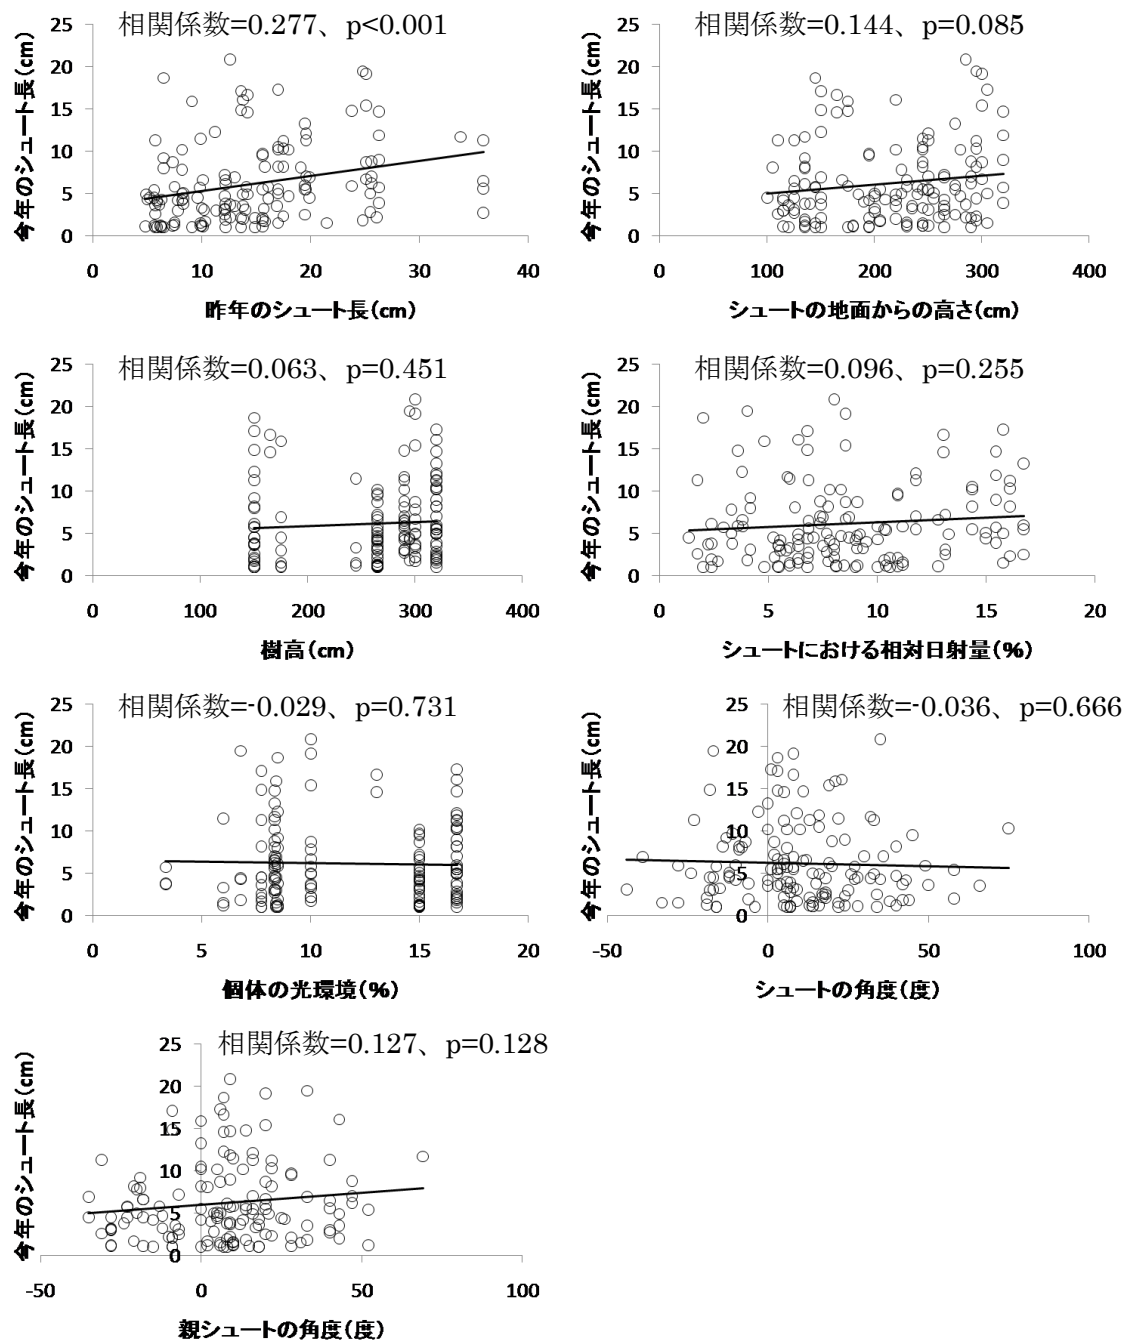 相関係数=0.277、p<0.001
今年のシュート長(cm)
25
20
15
10
5
0
0 10 20 30 40
昨年のシュート長(cm)
相関係数=0.144、p=0.085
今年のシュート長(cm)
25
20
15
10
5
0
0 100 200 300 400
シュートの地面からの高さ(cm)
相関係数=0.063、p=0.451
今年のシュート長(cm)
25
20
15
10
5
0
0 100 200 300 400
樹高(cm)
相関係数=0.096、p=0.255
今年のシュート長(cm)
25
20
15
10
5
0
0 5 10 15 20
シュートにおける相対日射量(%)
相関係数=-0.029、p=0.731
今年のシュート長(cm)
25
20
15
10
5
0
0 5 10 15 20
個体の光環境(%)
相関係数=-0.036、p=0.666
今年のシュート長(cm)
25
20
15
10
5
0
-50 0 50 100
シュートの角度(度)
相関係数=0.127、p=0.128
今年のシュート長(cm)
25
20
15
10
5
0
-50 0 50 100
親シュートの角度(度)